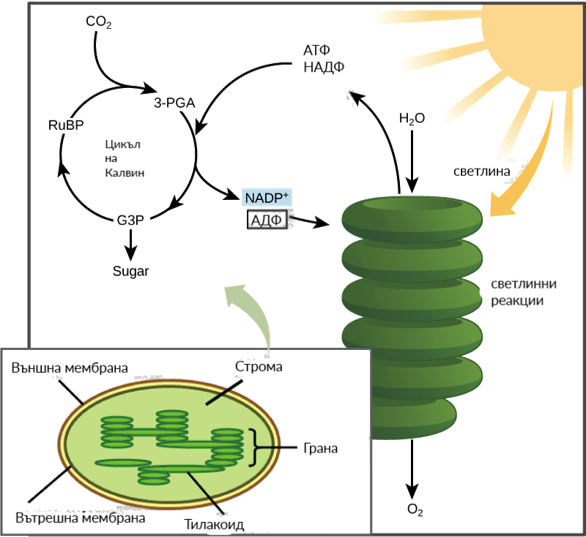 CO₂
АТФ
НАДФ
3-PGA
H₂O
RuBP
Цикъл
на
Калвин
светлина
NADP⁺
АДФ
G3P
Sugar
светлинни
реакции
Външна мембрана
Строма
Грана
Вътрешна мембрана
Тилакоид
O₂